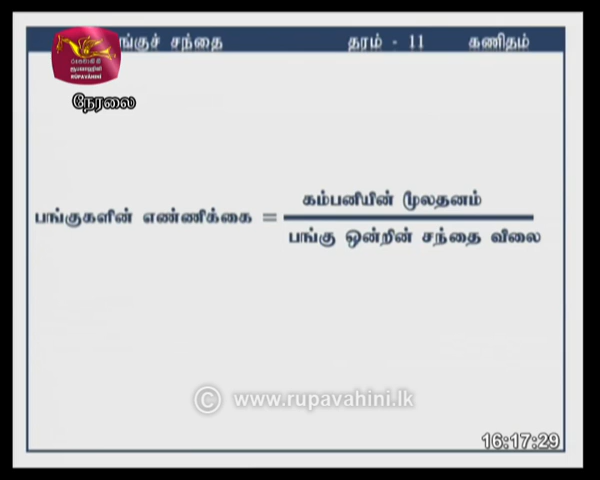 சந்தை தரம் - 11 கணிதம்
RUPAVAHINI
நேரலை
பங்குகளின் எண்ணிக்கை = கம்பனியின் மூலதனம்
பங்கு ஒன்றின் சந்தை விலை
© www.rupavahini.lk
16:17:29